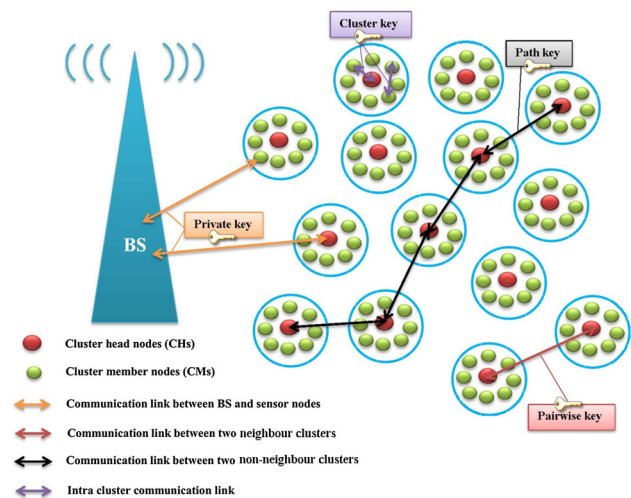 Cluster key
Path key
Private key
BS
Cluster head nodes (CHs)
Cluster member nodes (CMs)
Communication link between BS and sensor nodes
Communication link between two neighbour clusters
Communication link between two non-neighbour clusters
Intra cluster communication link
Pairwise key